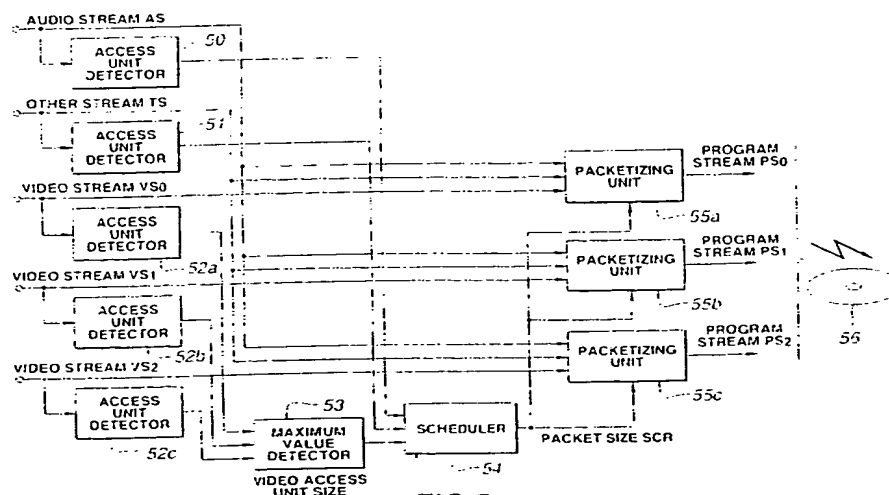 AUDIO STREAM AS
50
ACCESS
UNIT
DETECTOR
OTHER STREAM TS
51
ACCESS
UNIT
DETECTOR
VIDEO STREAM VS0
ACCESS
UNIT
DETECTOR
52a
VIDEO STREAM VS1
ACCESS
UNIT
DETECTOR
52b
VIDEO STREAM VS2
ACCESS
UNIT
DETECTOR
52c
53
MAXIMUM
VALUE
DETECTOR
VIDEO ACCESS
UNIT SIZE
SCHEDULER
54
PACKET SIZE SCR
PACKETIZING
UNIT
55a
PROGRAM
STREAM PS0
PACKETIZING
UNIT
55b
PROGRAM
STREAM PS1
PACKETIZING
UNIT
55c
PROGRAM
STREAM PS2
56